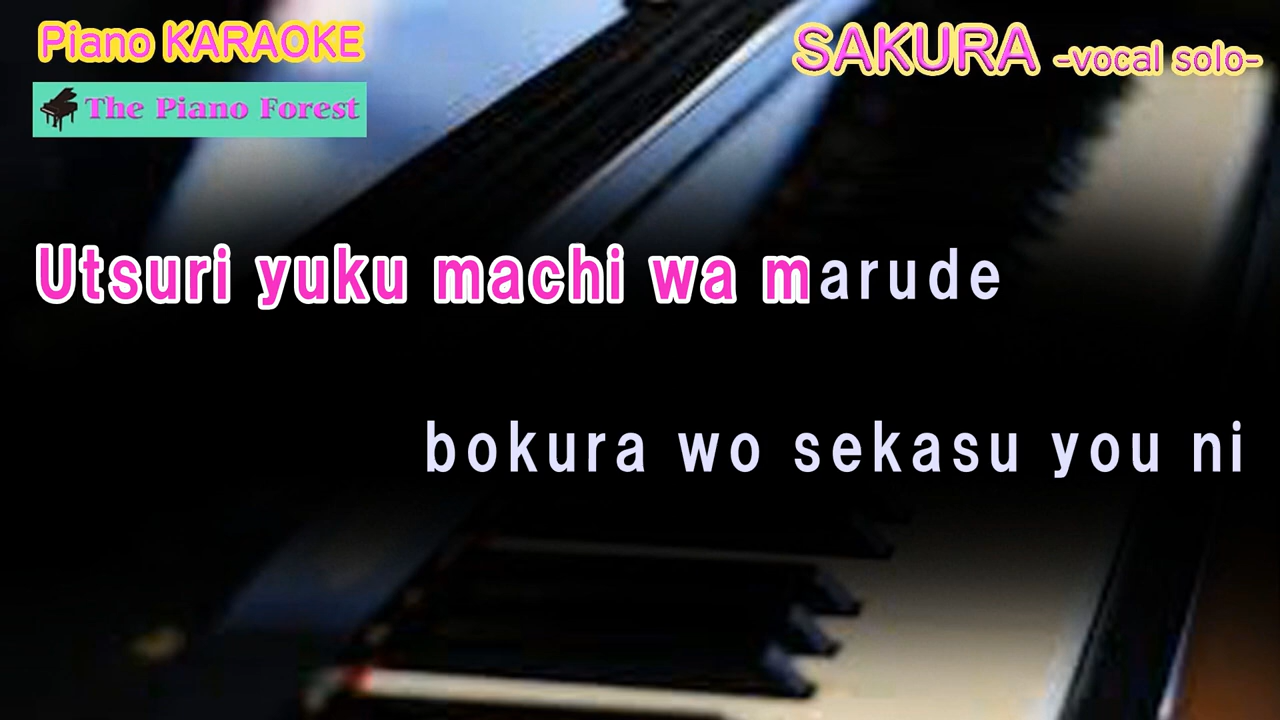 Piano KARAOKE
SAKURA -vocal solo-
The Piano Forest
Utsuri yuku machi wa marude
bokura wo sekasu you ni